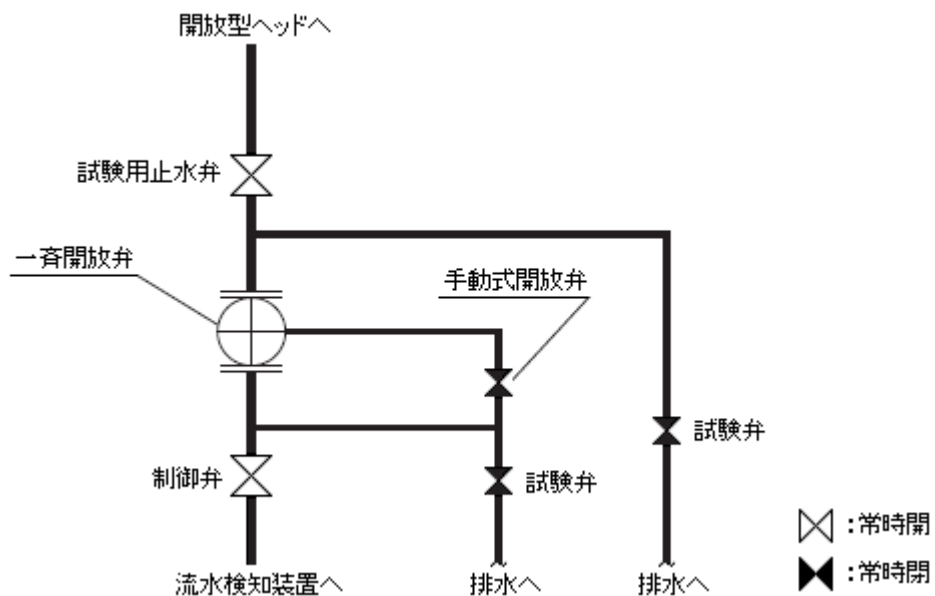 開放型ヘッドへ
試験用止水弁
一斉開放弁
手動式開放弁
試験弁
制御弁
試験弁
:常時開
:常時閉
流水検知装置へ
排水へ
排水へ